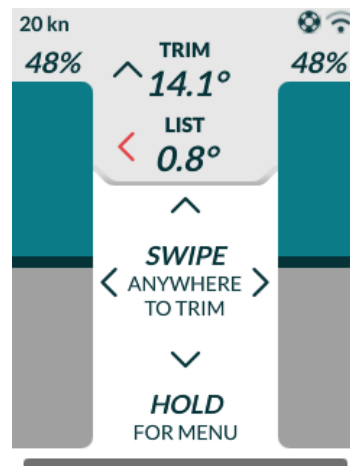 20 kn
48%
TRIM
14.1°
48%
LIST
0.8°
SWIPE
ANYWHERE
TO TRIM
HOLD
FOR MENU